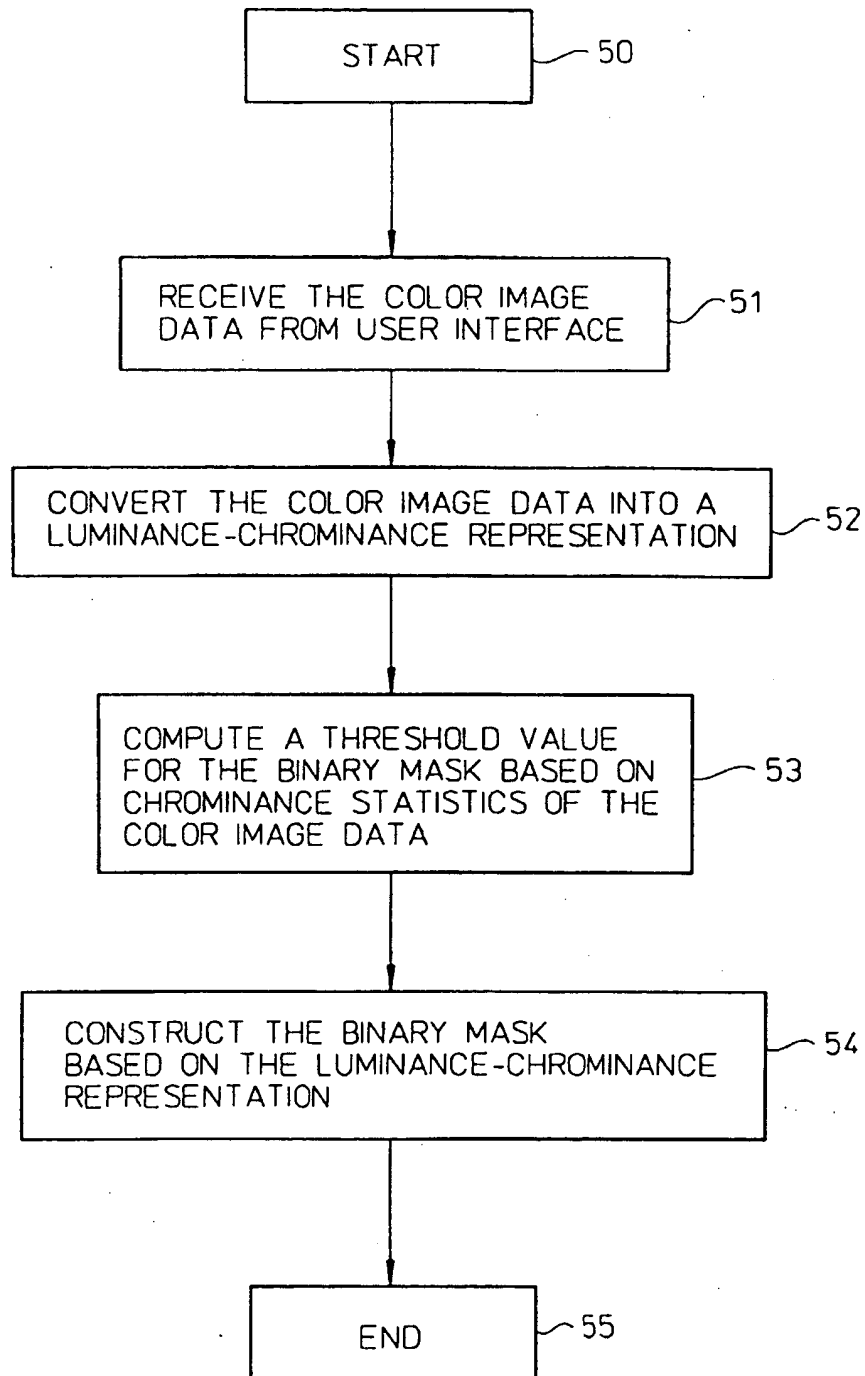 START
50
RECEIVE THE COLOR IMAGE
DATA FROM USER INTERFACE
51
CONVERT THE COLOR IMAGE DATA INTO A
LUMINANCE-CHROMINANCE REPRESENTATION
52
COMPUTE A THRESHOLD VALUE
FOR THE BINARY MASK BASED ON
CHROMINANCE STATISTICS OF THE
COLOR IMAGE DATA
53
CONSTRUCT THE BINARY MASK
BASED ON THE LUMINANCE-CHROMINANCE
REPRESENTATION
54
END
55